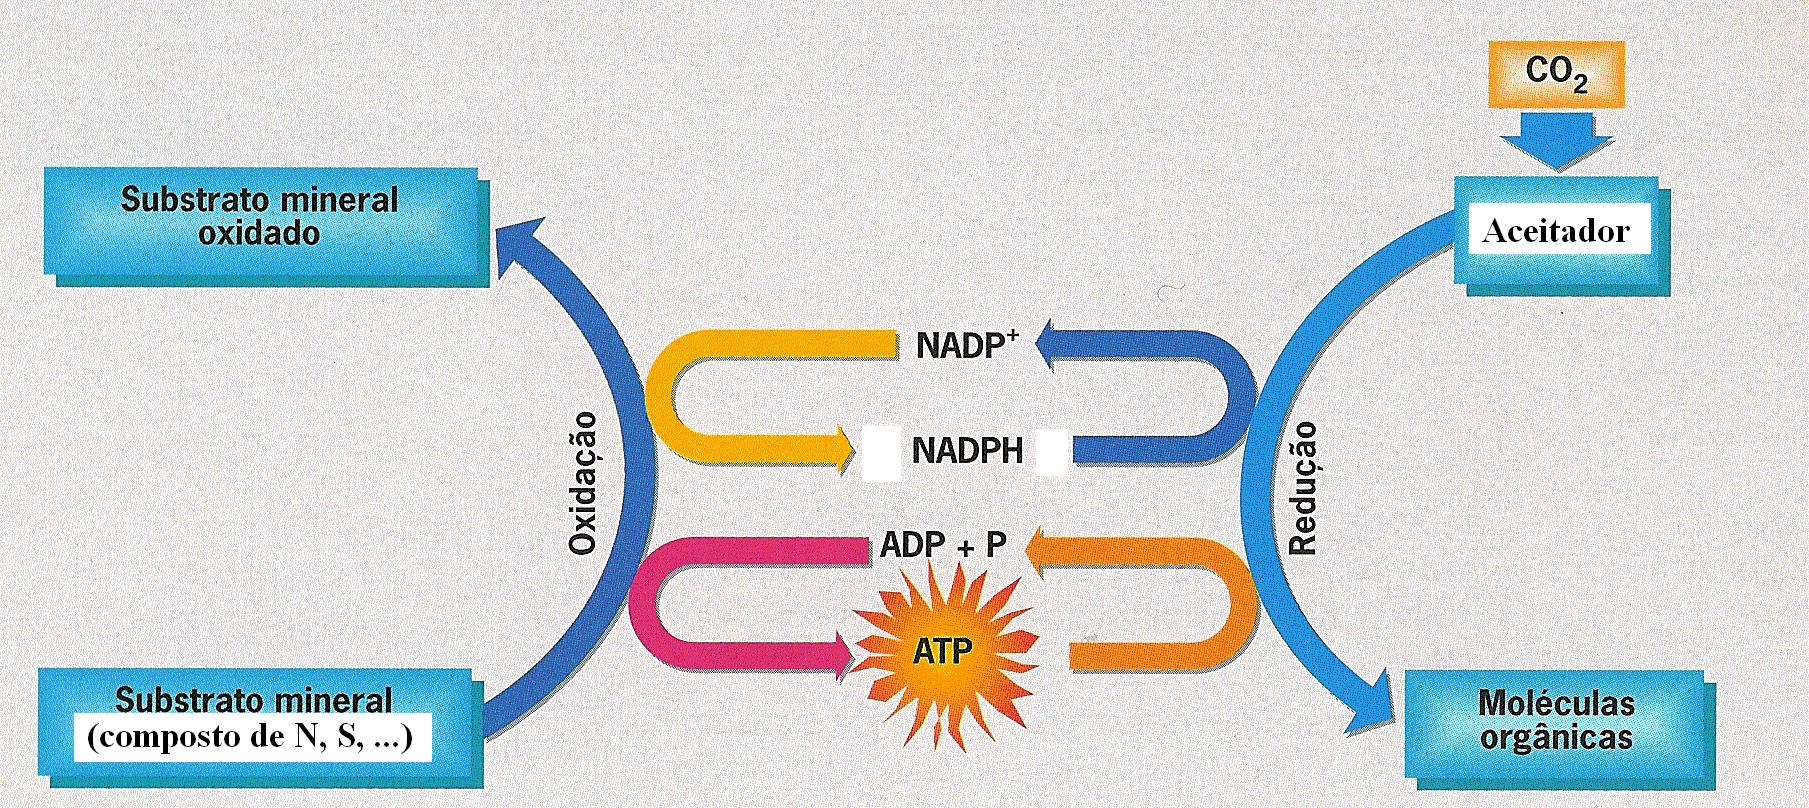 CO2
Substrato mineral
oxidado
Aceitador
NADP+
NADPH
Oxidação
Redução
ADP + P
ATP
Substrato mineral
(composto de N, S, ...)
Moléculas
orgânicas